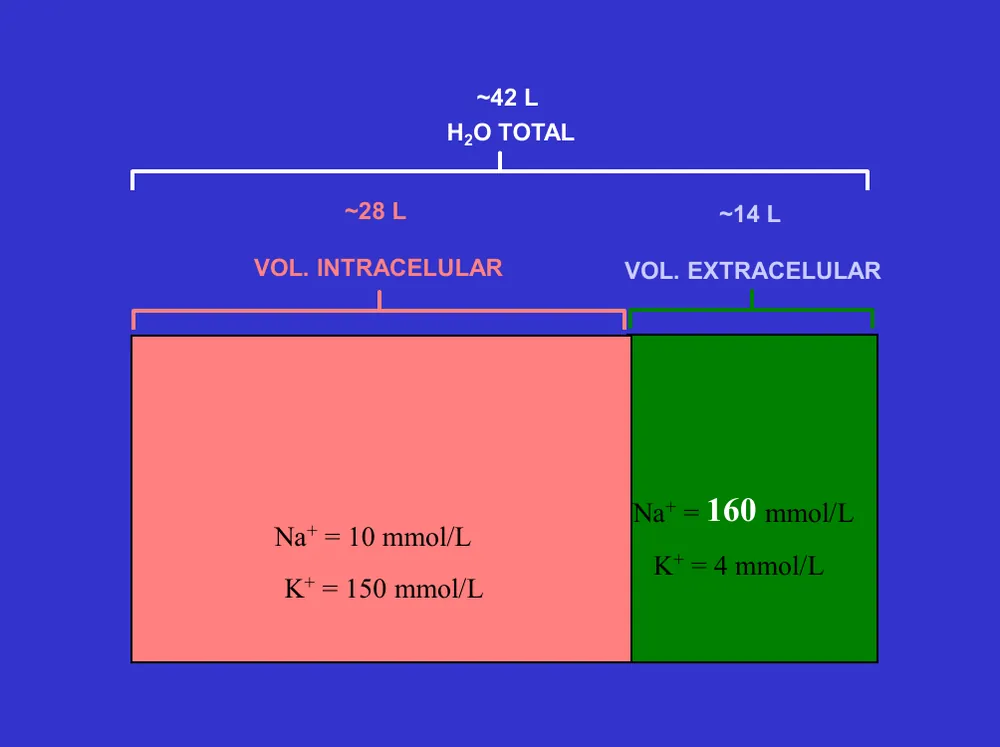 ~42 L
H₂O TOTAL
~28 L
~14 L
VOL. INTRACELULAR
VOL. EXTRACELULAR
Na⁺ = 10 mmol/L
K⁺ = 150 mmol/L
Na⁺ = 160 mmol/L
K⁺ = 4 mmol/L